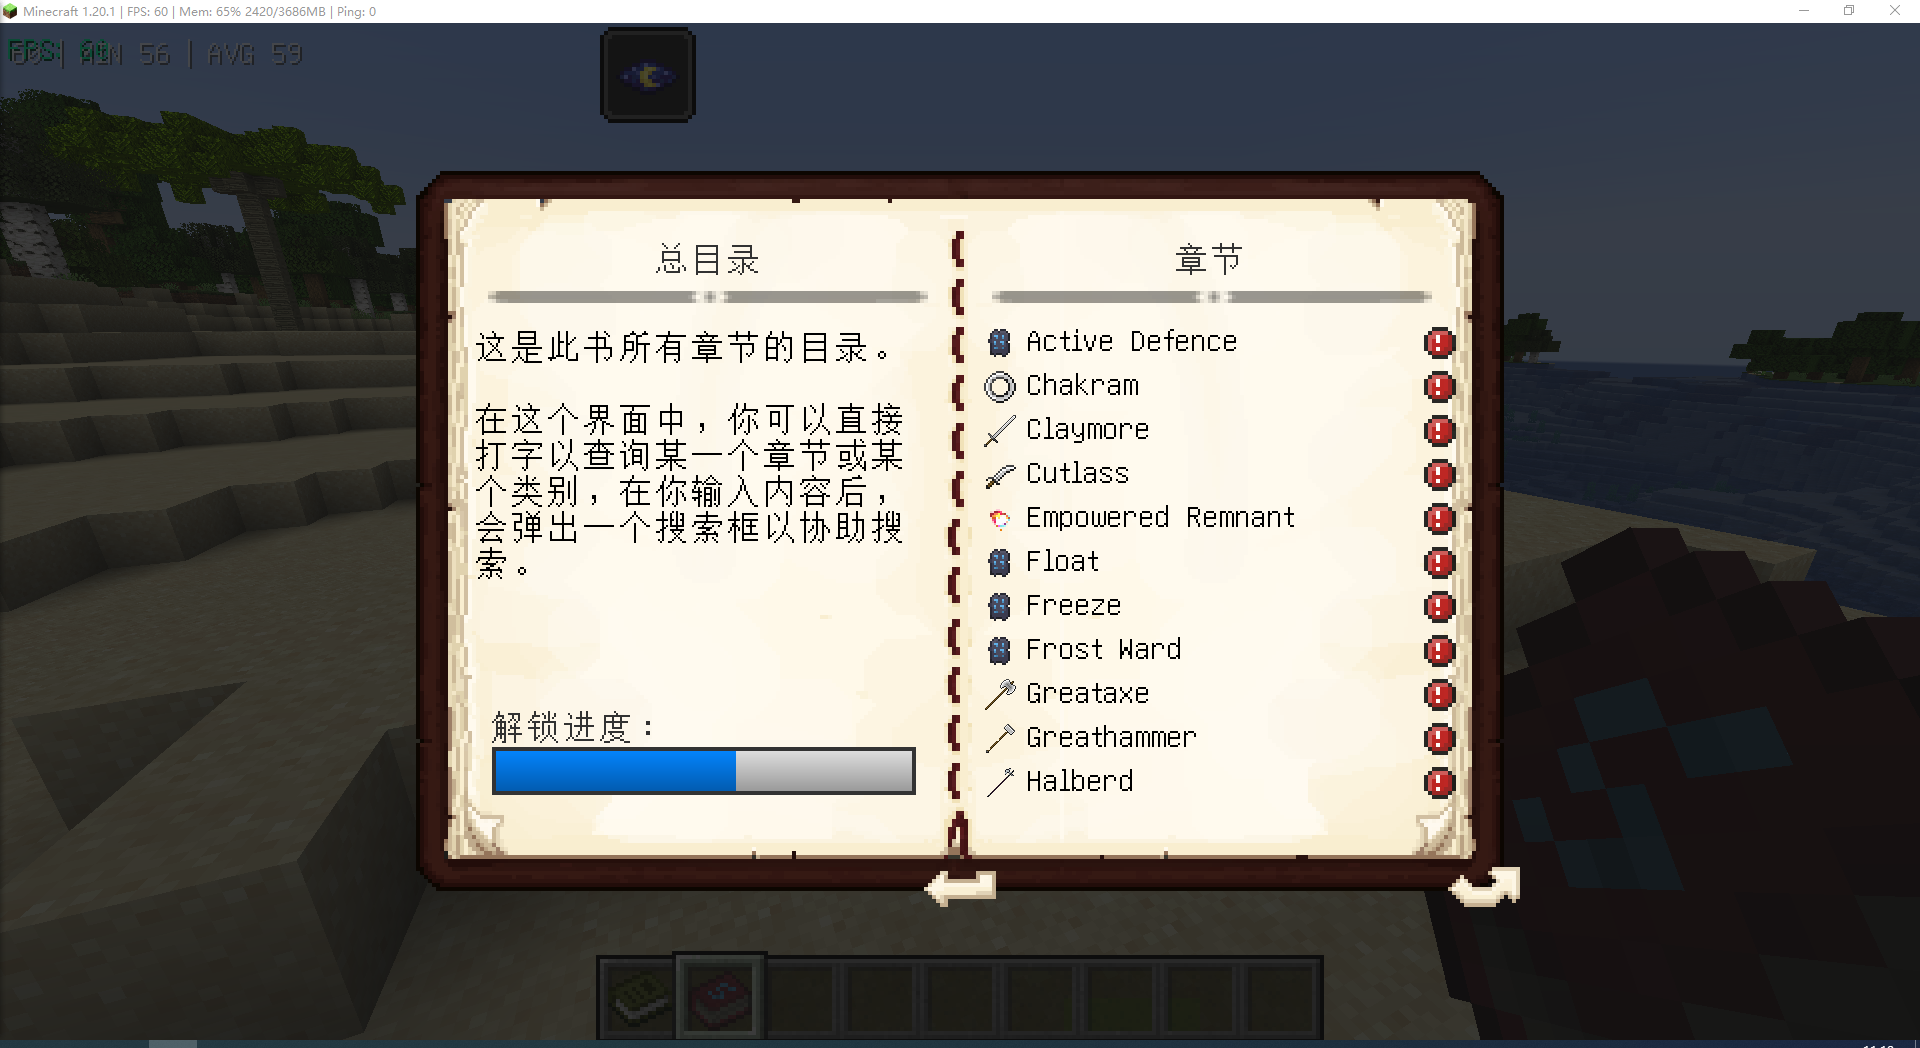 Minecraft 1.20.1 | FPS: 60 | Mem: 65% 2420/3686MB | Ping: 0
MIN 56 | AVG 59
总目录
这是此书所有章节的目录。
在这个界面中，你可以直接
打字以查询某一个章节或某
个类别，在你输入内容后，
会弹出一个搜索框以协助搜
索。
解锁进度：
章节
Active Defence
Chakram
Claymore
Cutlass
Empowered Remnant
Float
Freeze
Frost Ward
Greataxe
Greathammer
Halberd